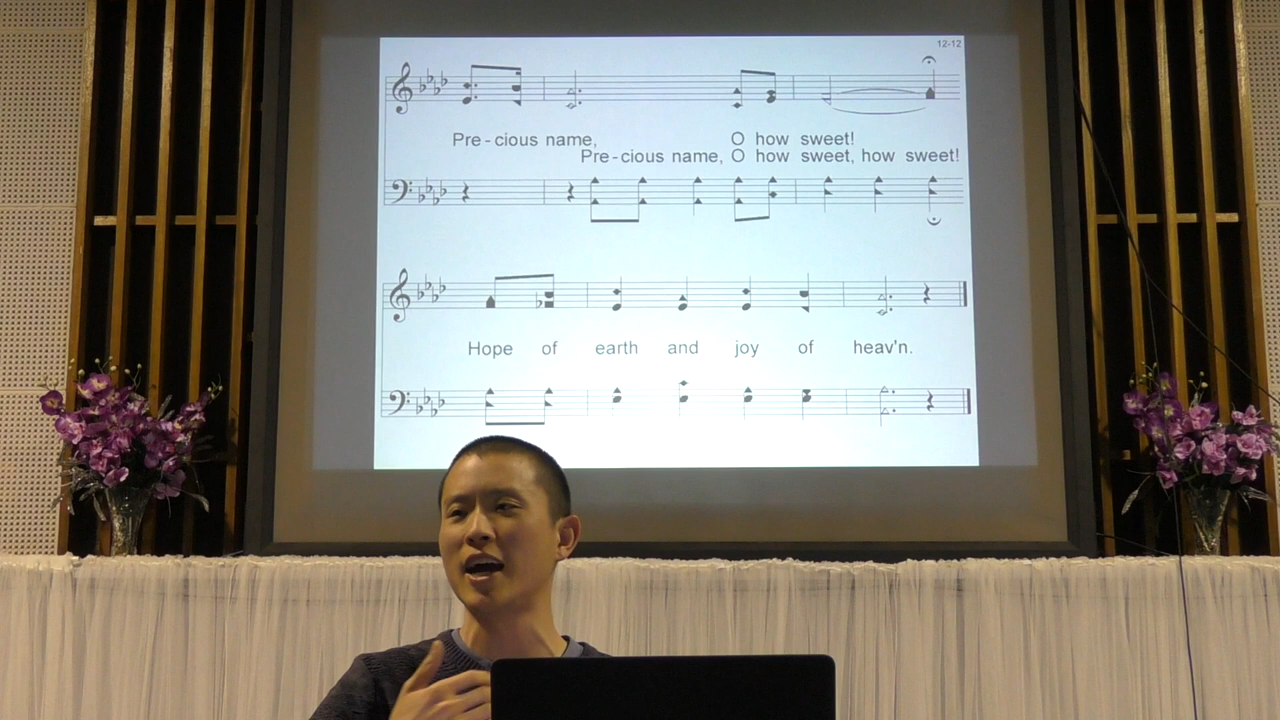 12-12
Pre - cious name, O how sweet!
Pre - cious name, O how sweet, how sweet!
Hope of earth and joy of heav'n.